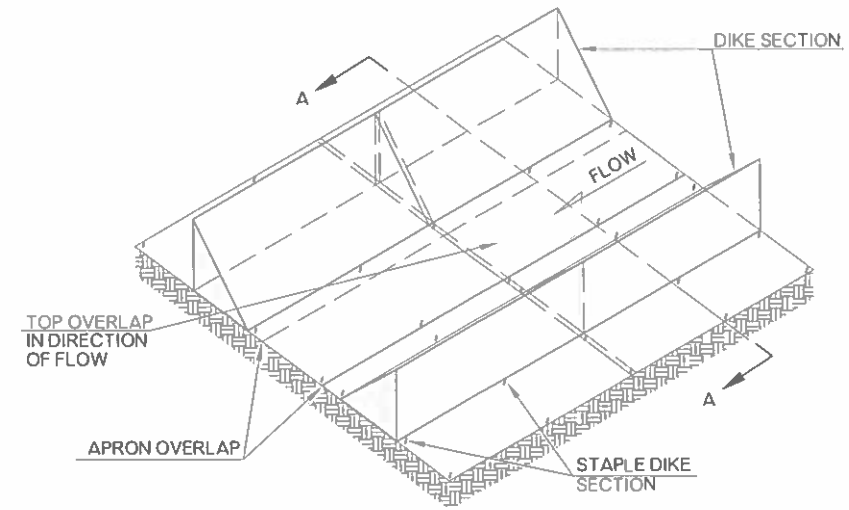 DIKE SECTION
A
FLOW
TOP OVERLAP
IN DIRECTION
OF FLOW
A
APRON OVERLAP
STAPLE DIKE
SECTION